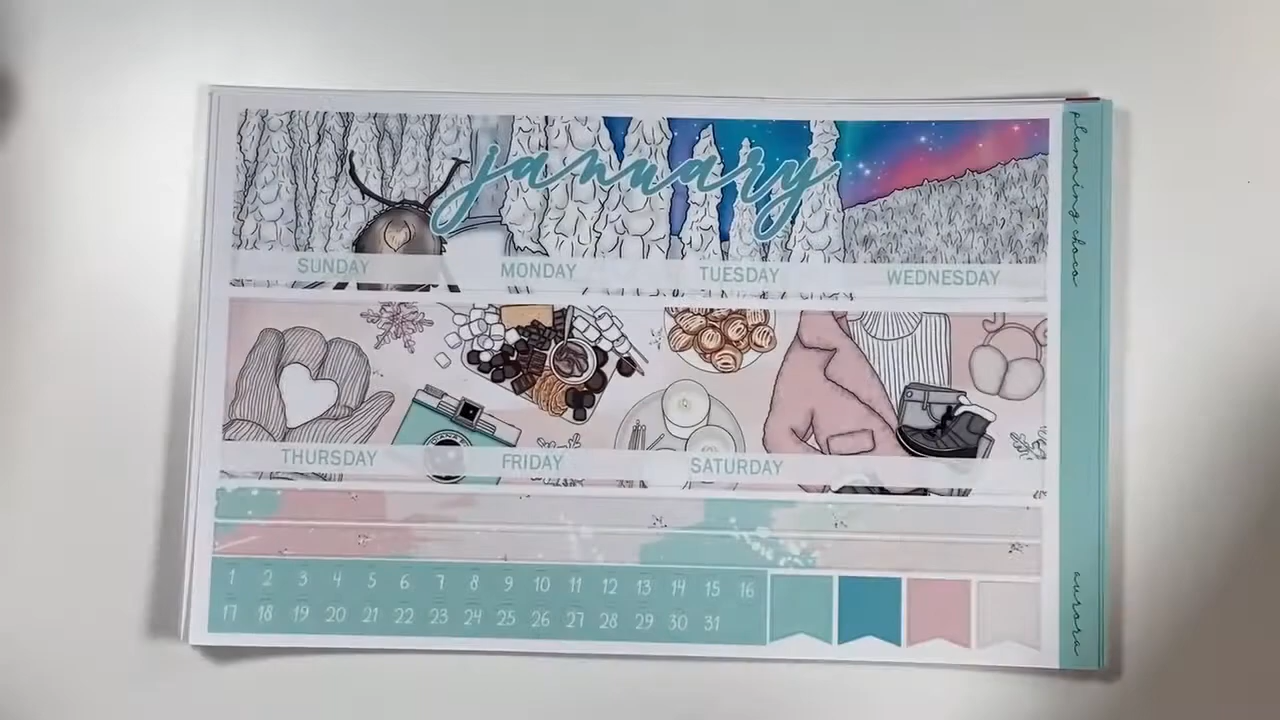 january
SUNDAY MONDAY TUESDAY WEDNESDAY
THURSDAY FRIDAY SATURDAY
1 2 3 4 5 6 7 8 9 10 11 12 13 14 15 16
17 18 19 20 21 22 23 24 25 26 27 28 29 30 31
planning choco
aurora
DIANA